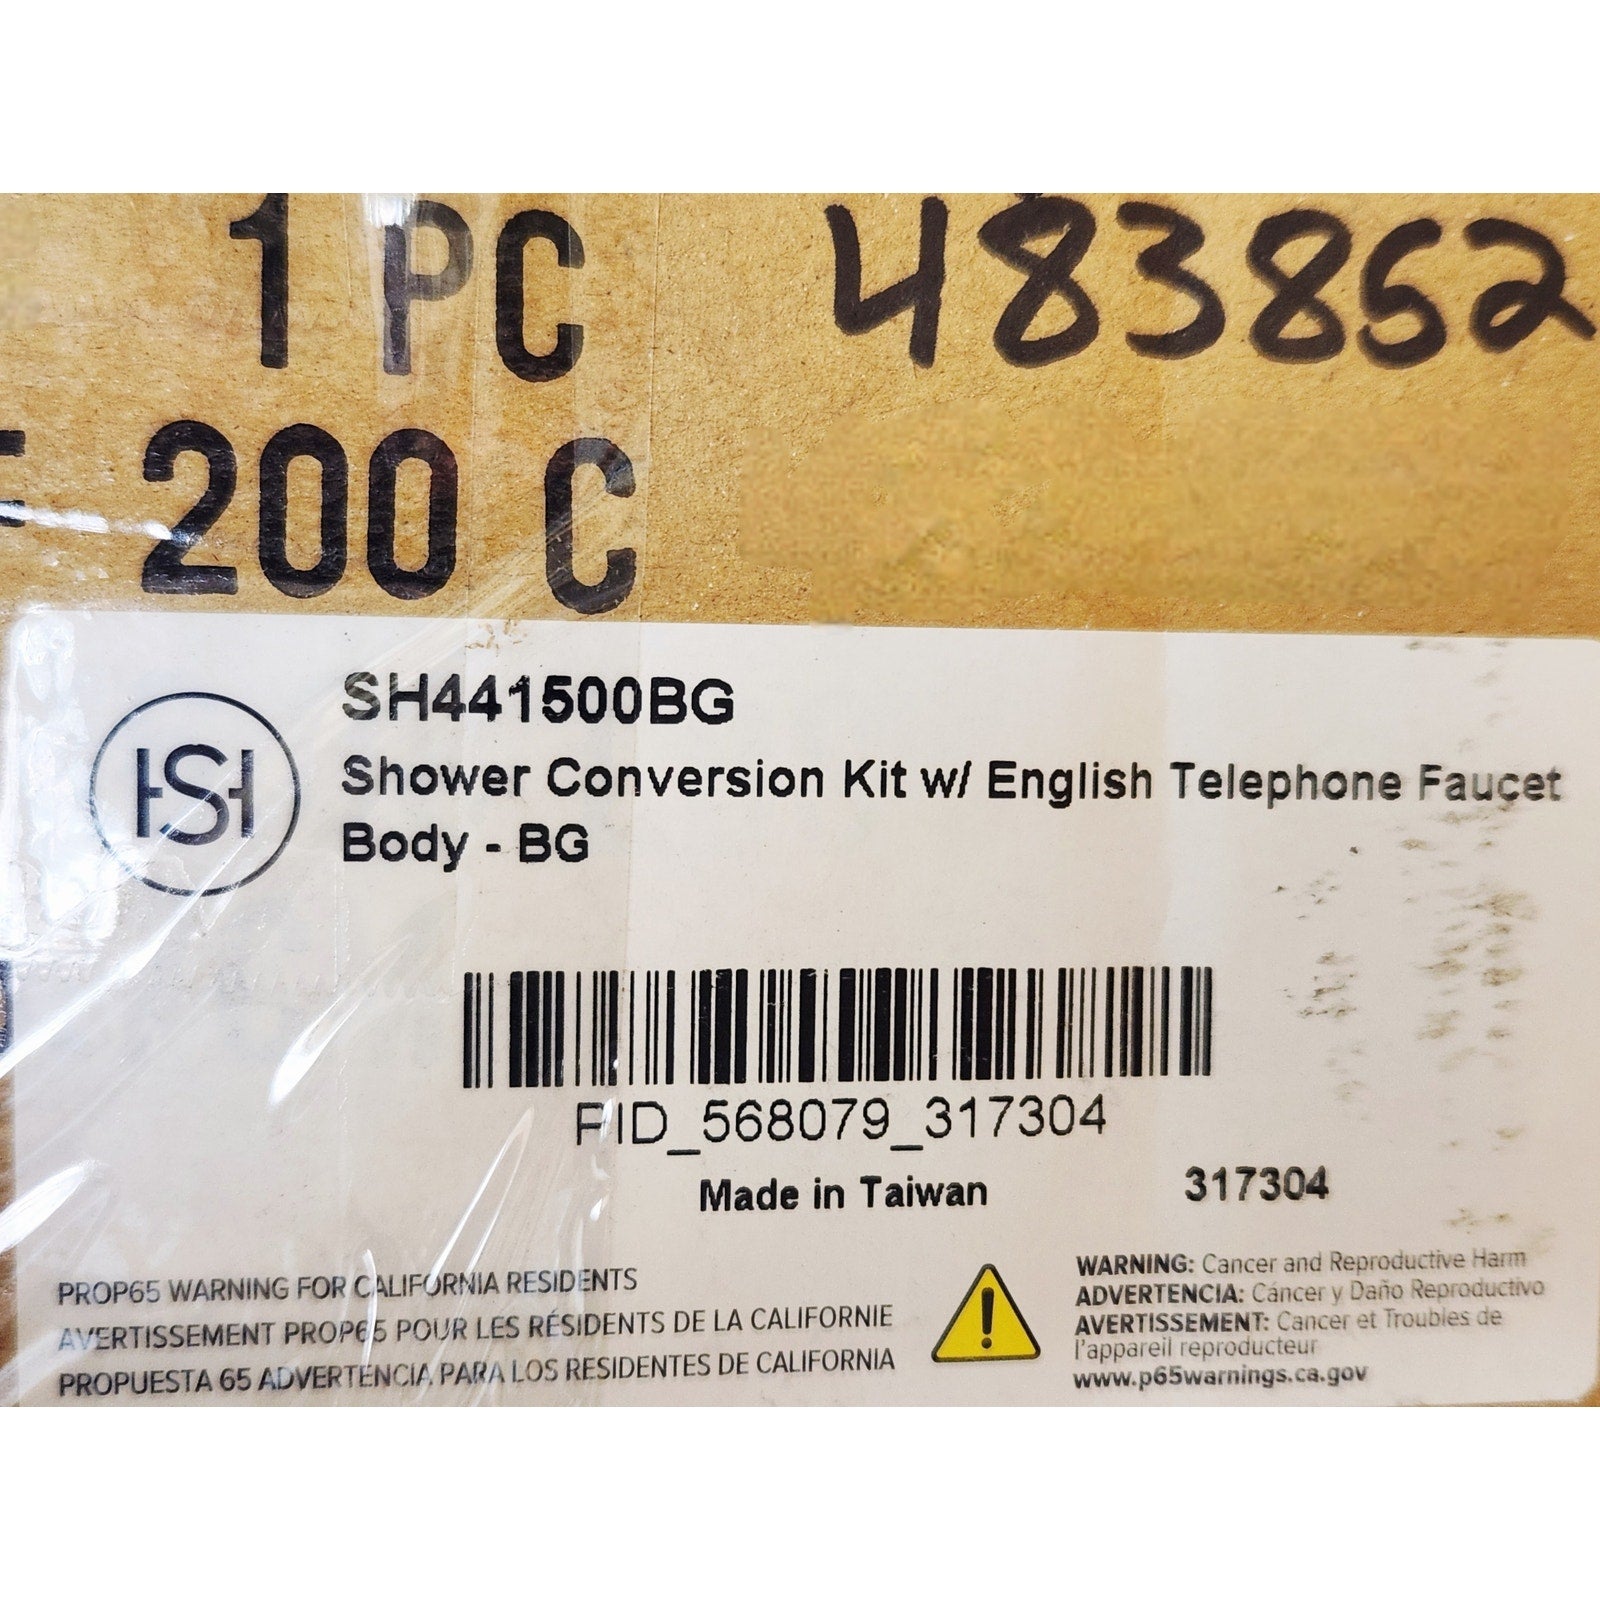 1 PC
483852
200 C
HSH
SH441500BG
Shower Conversion Kit w/ English Telephone Faucet
Body - BG
PID_568079_317304
Made in Taiwan
317304
PROP65 WARNING FOR CALIFORNIA RESIDENTS
AVERTISSEMENT PROP65 POUR LES RÉSIDENTS DE LA CALIFORNIE
PROPUESTA 65 ADVERTENCIA PARA LOS RESIDENTES DE CALIFORNIA
WARNING: Cancer and Reproductive Harm
ADVERTENCIA: Cáncer y Daño Reproductivo
AVERTISSEMENT: Cancer et Troubles de
l'appareil reproducteur
www.p65warnings.ca.gov